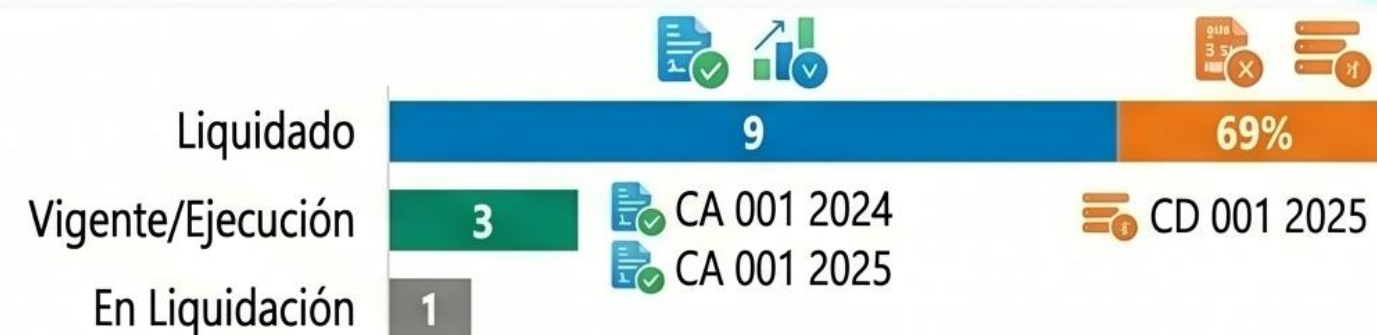 Liquidado 9 69%
Vigente/Ejecución 3 CA 001 2024 CD 001 2025
CA 001 2025
En Liquidación 1